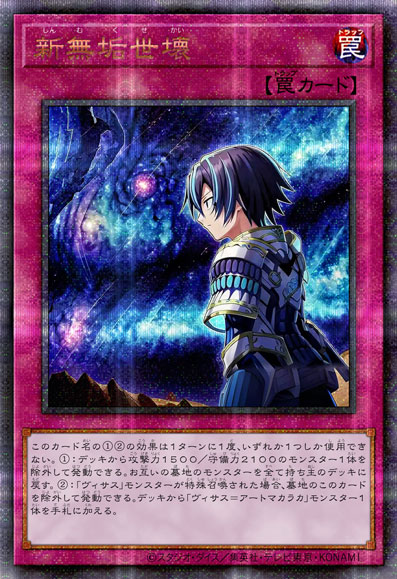 しん む く せ かい
新無垢世壊
トラップ
罠
【罠カード】
このカード名の①②の効果は1ターンに1度、いずれか1つしか使用でき
ない。①：デッキから攻撃力1500／守備力2100のモンスター1体を
除外して発動できる。お互いの墓地のモンスターを全て持ち主のデッキに
戻す。②：「ヴィサス」モンスターが特殊召喚された場合、墓地のこのカード
を除外して発動できる。デッキから「ヴィサス＝アートマカラカ」モンスター1
体を手札に加える。
©スタジオ・ダイス／集英社・テレビ東京・KONAMI